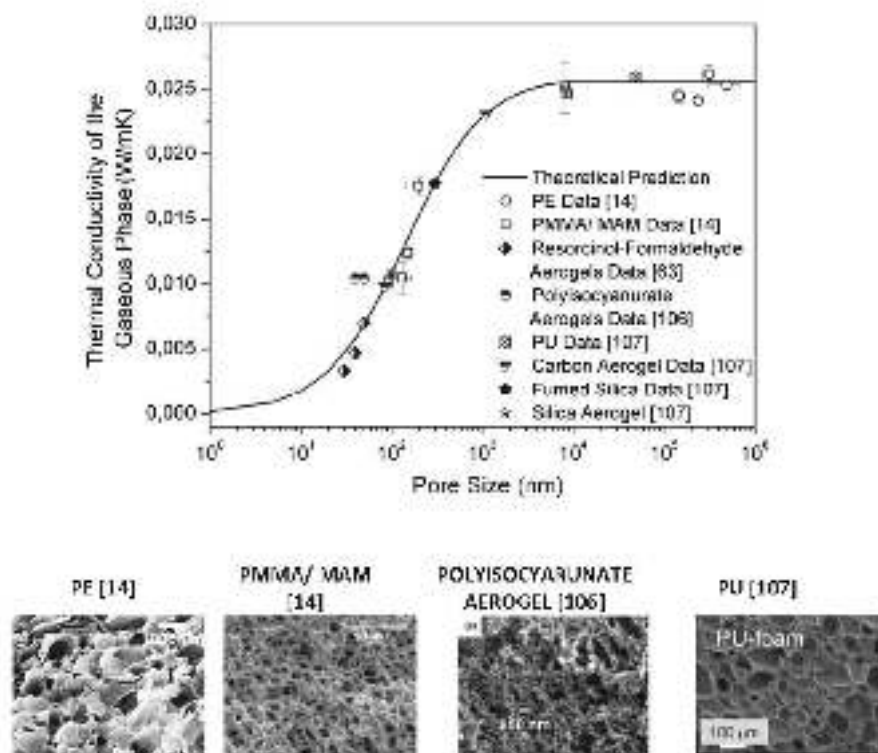 0,030
0,025
0,020
0,015
0,010
0,005
0,000
Thermal Conductivity of the
Gaseous Phase (W/mK)
Theoretical Prediction
PE Data [14]
PMMA/ MAM Data [14]
Resorcinol-Formaldehyde
Aerogels Data [63]
Polyisocyanurate
Aerogels Data [106]
PU Data [107]
Carbon Aerogel Data [107]
Fumed Silica Data [107]
Silica Aerogel [107]
10⁰ 10¹ 10² 10³ 10⁴ 10⁵ 10⁶
Pore Size (nm)
PE [14]
PMMA/ MAM
[14]
POLYISOCYARUNATE
AEROGEL [106]
PU [107]
PU-foam
100 µm